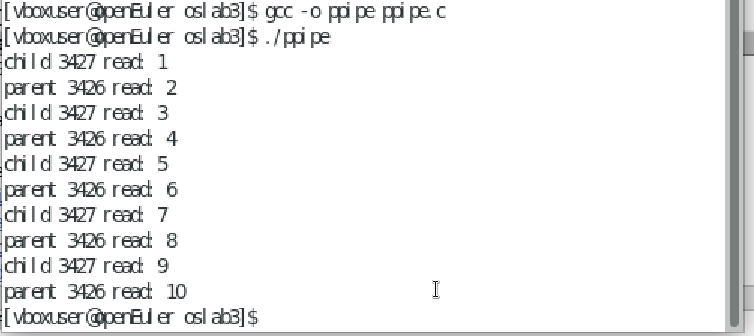 [vboxuser@openEuler oslab3]$ gcc -o ppipe ppipe.c
[vboxuser@openEuler oslab3]$ ./ppipe
child 3427 read: 1
parent 3426 read: 2
child 3427 read: 3
parent 3426 read: 4
child 3427 read: 5
parent 3426 read: 6
child 3427 read: 7
parent 3426 read: 8
child 3427 read: 9
parent 3426 read: 10
[vboxuser@openEuler oslab3]$